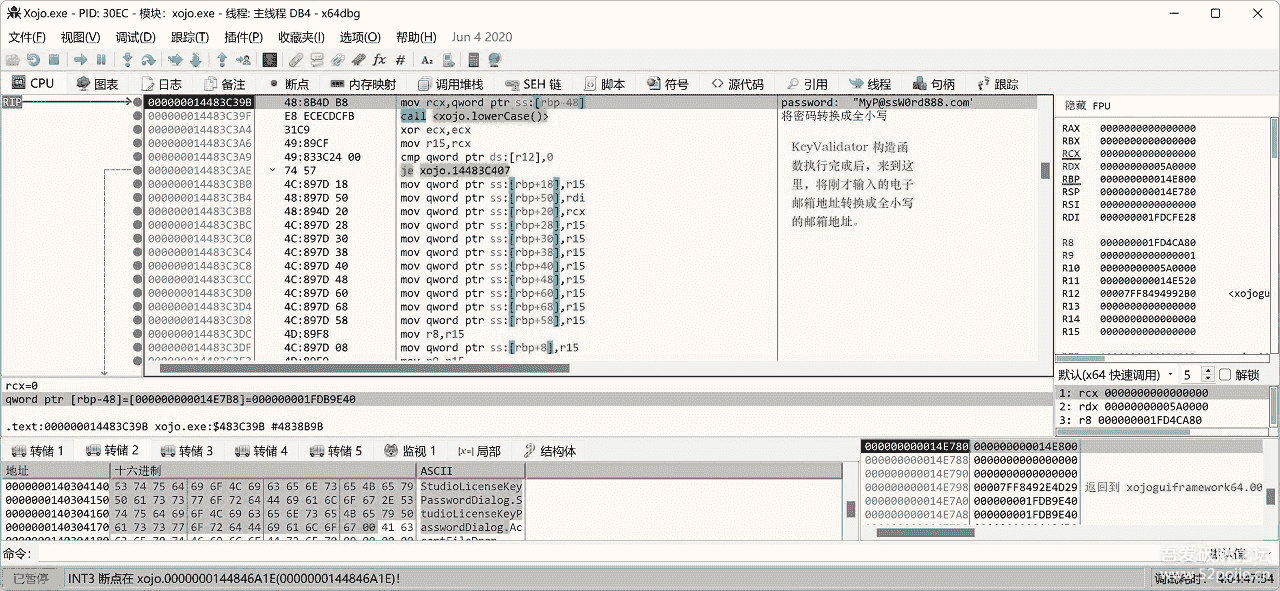 Xojo.exe - PID: 30EC - 模块：xojo.exe - 线程: 主线程 DB4 - x64dbg
文件(F) 视图(V) 调试(D) 跟踪(T) 插件(P) 收藏夹(I) 选项(O) 帮助(H) Jun 4 2020
CPU 图表 日志 备注 断点 内存映射 调用堆栈 SEH 链 脚本 符号 源代码 引用 线程 句柄 跟踪
RIP
000000014483C39B 48:8B4D B8 mov rcx,qword ptr ss:[rbp-48] password: "MyP@ssW0rd888.com'
000000014483C39F E8 ECECDCFB call <xojo.lowerCase()> 将密码转换成全小写
000000014483C3A4 31C9 xor ecx,ecx
000000014483C3A6 49:89CF mov r15,rcx
000000014483C3A9 49:833C24 00 cmp qword ptr ds:[r12],0
000000014483C3AE 74 57 je xojo.14483C407
000000014483C3B0 4C:897D 18 mov qword ptr ss:[rbp+18],r15
000000014483C3B4 48:897D 50 mov qword ptr ss:[rbp+50],rdi
000000014483C3B8 48:894D 20 mov qword ptr ss:[rbp+20],rcx
000000014483C3BC 4C:897D 28 mov qword ptr ss:[rbp+28],r15
000000014483C3C0 4C:897D 30 mov qword ptr ss:[rbp+30],r15
000000014483C3C4 4C:897D 38 mov qword ptr ss:[rbp+38],r15
000000014483C3C8 4C:897D 40 mov qword ptr ss:[rbp+40],r15
000000014483C3CC 4C:897D 48 mov qword ptr ss:[rbp+48],r15
000000014483C3D0 4C:897D 60 mov qword ptr ss:[rbp+60],r15
000000014483C3D4 4C:897D 68 mov qword ptr ss:[rbp+68],r15
000000014483C3D8 4C:897D 58 mov qword ptr ss:[rbp+58],r15
000000014483C3DC 4D:89F8 mov r8,r15
000000014483C3DF 4C:897D 08 mov qword ptr ss:[rbp+8],r15
KeyValidator 构造函
数执行完成后，来到这
里，将刚才输入的电子
邮箱地址转换成全小写
的邮箱地址。
隐藏 FPU
RAX 0000000000000000
RBX 0000000000000000
RCX 0000000000000000
RDX 00000000005A0000
RBP 000000000014E800
RSP 000000000014E780
RSI 0000000000000000
RDI 000000001FDCFE28
R8 000000001FD4CA80
R9 0000000000000001
R10 00000000005A0000
R11 000000000014E520
R12 00007FF8494992B0 <xojogu
R13 0000000000000000
R14 0000000000000000
R15 0000000000000000
默认(x64 快速调用) 5 解锁
1: rcx 0000000000000000
2: rdx 00000000005A0000
3: r8 000000001FD4CA80
rcx=0
qword ptr [rbp-48]=[000000000014E7B8]=000000001FDB9E40
.text:000000014483C39B xojo.exe:$483C39B #4838B9B
转储 1 转储 2 转储 3 转储 4 转储 5 监视 1 [x=] 局部 结构体
地址 十六进制 ASCII
0000000140304140 53 74 75 64 69 6F 4C 69 63 65 6E 73 65 4B 65 79 StudioLicenseKey
0000000140304150 50 61 73 73 77 6F 72 64 44 69 61 6C 6F 67 2E 53 PasswordDialog.S
0000000140304160 74 75 64 69 6F 4C 69 63 65 6E 73 65 4B 65 79 50 tudioLicenseKeyP
0000000140304170 61 73 73 77 6F 72 64 44 69 61 6C 6F 67 00 41 63 asswordDialog.Ac
000000000014E780 000000000014E800
000000000014E788 0000000000000000
000000000014E790 0000000000000000
000000000014E798 00007FF8492E4D29 返回到 xojoguiframework64.00
000000000014E7A0 000000001FDB9E40
000000000014E7A8 000000001FDB9E40
命令: 默认值
已暂停 INT3 断点在 xojo.0000000144846A1E(0000000144846A1E)!